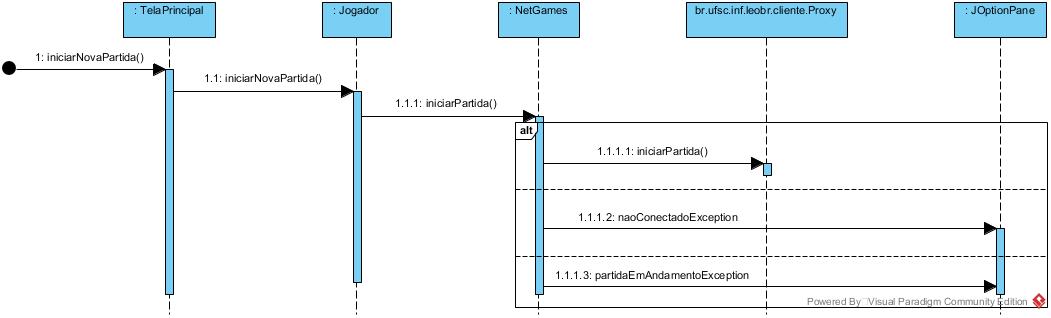 : TelaPrincipal
: Jogador
: NetGames
br.ufsc.inf.leobr.cliente.Proxy
: JOptionPane
1: iniciarNovaPartida()
1.1: iniciarNovaPartida()
1.1.1: iniciarPartida()
alt
1.1.1.1: iniciarPartida()
1.1.1.2: naoConectadoException
1.1.1.3: partidaEmAndamentoException
Powered By Visual Paradigm Community Edition